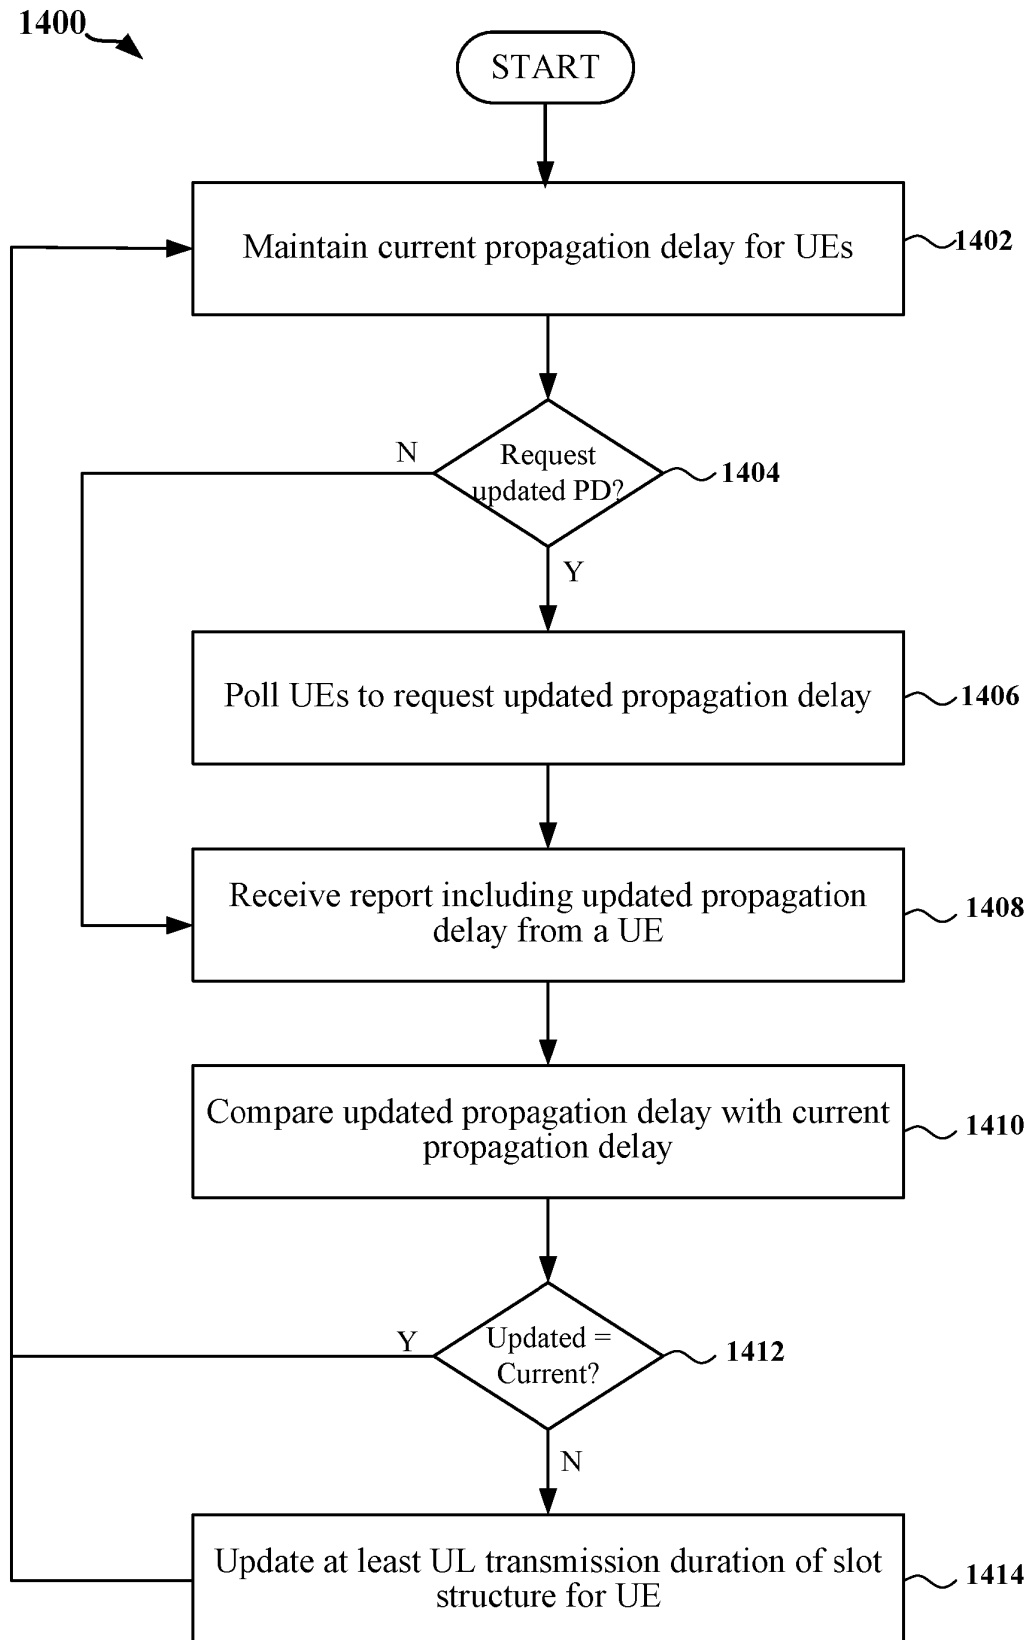 1400
START
Maintain current propagation delay for UEs
1402
N
Request
updated PD?
1404
Y
Poll UEs to request updated propagation delay
1406
Receive report including updated propagation
delay from a UE
1408
Compare updated propagation delay with current
propagation delay
1410
Y
Updated =
Current?
1412
N
Update at least UL transmission duration of slot
structure for UE
1414